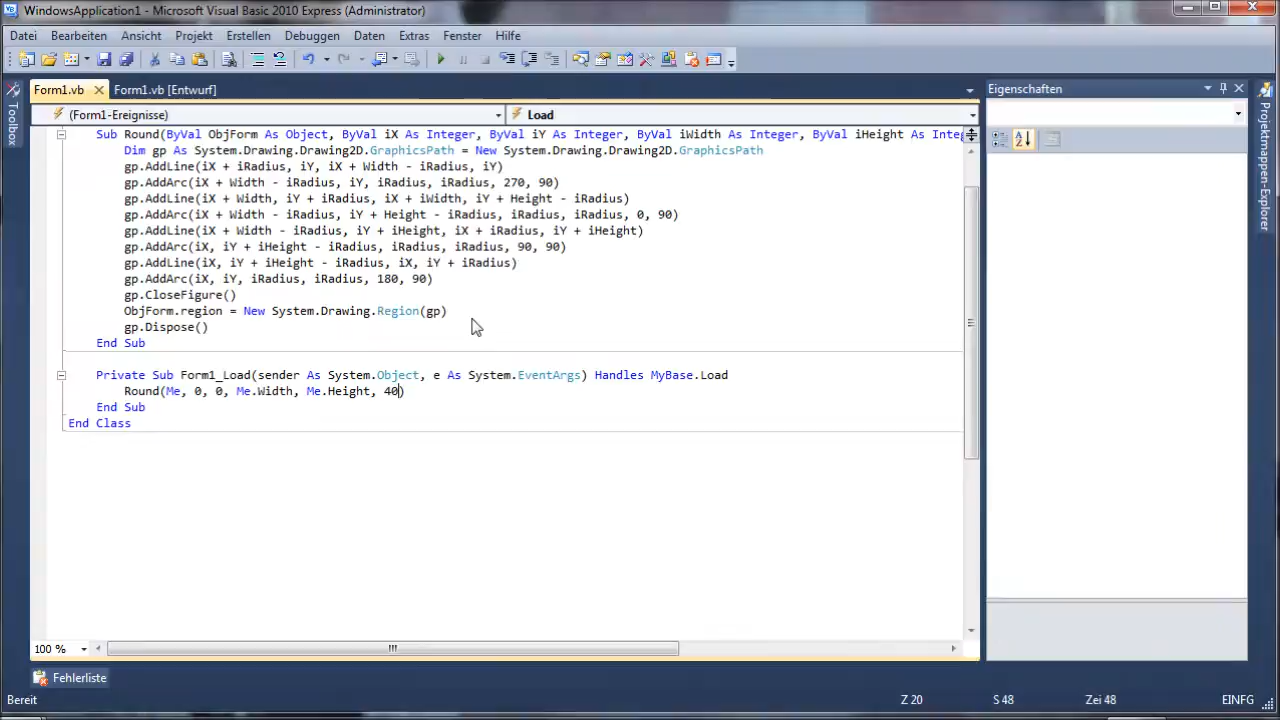 WindowsApplication1 - Microsoft Visual Basic 2010 Express (Administrator)
Datei Bearbeiten Ansicht Projekt Erstellen Debuggen Daten Extras Fenster Hilfe
Form1.vb Form1.vb [Entwurf]
Eigenschaften
(Form1-Ereignisse) Load
Toolbox
Projektmappen-Explorer
Sub Round(ByVal ObjForm As Object, ByVal iX As Integer, ByVal iY As Integer, ByVal iWidth As Integer, ByVal iHeight As Integ
Dim gp As System.Drawing.Drawing2D.GraphicsPath = New System.Drawing.Drawing2D.GraphicsPath
gp.AddLine(iX + iRadius, iY, iX + Width - iRadius, iY)
gp.AddArc(iX + Width - iRadius, iY, iRadius, iRadius, 270, 90)
gp.AddLine(iX + Width, iY + iRadius, iX + iWidth, iY + Height - iRadius)
gp.AddArc(iX + Width - iRadius, iY + Height - iRadius, iRadius, iRadius, 0, 90)
gp.AddLine(iX + Width - iRadius, iY + iHeight, iX + iRadius, iY + iHeight)
gp.AddArc(iX, iY + iHeight - iRadius, iRadius, iRadius, 90, 90)
gp.AddLine(iX, iY + iHeight - iRadius, iX, iY + iRadius)
gp.AddArc(iX, iY, iRadius, iRadius, 180, 90)
gp.CloseFigure()
ObjForm.region = New System.Drawing.Region(gp)
gp.Dispose()
End Sub
Private Sub Form1_Load(sender As System.Object, e As System.EventArgs) Handles MyBase.Load
Round(Me, 0, 0, Me.Width, Me.Height, 40)
End Sub
End Class
100 %
Fehlerliste
Bereit Z 20 S 48 Zei 48 EINFG